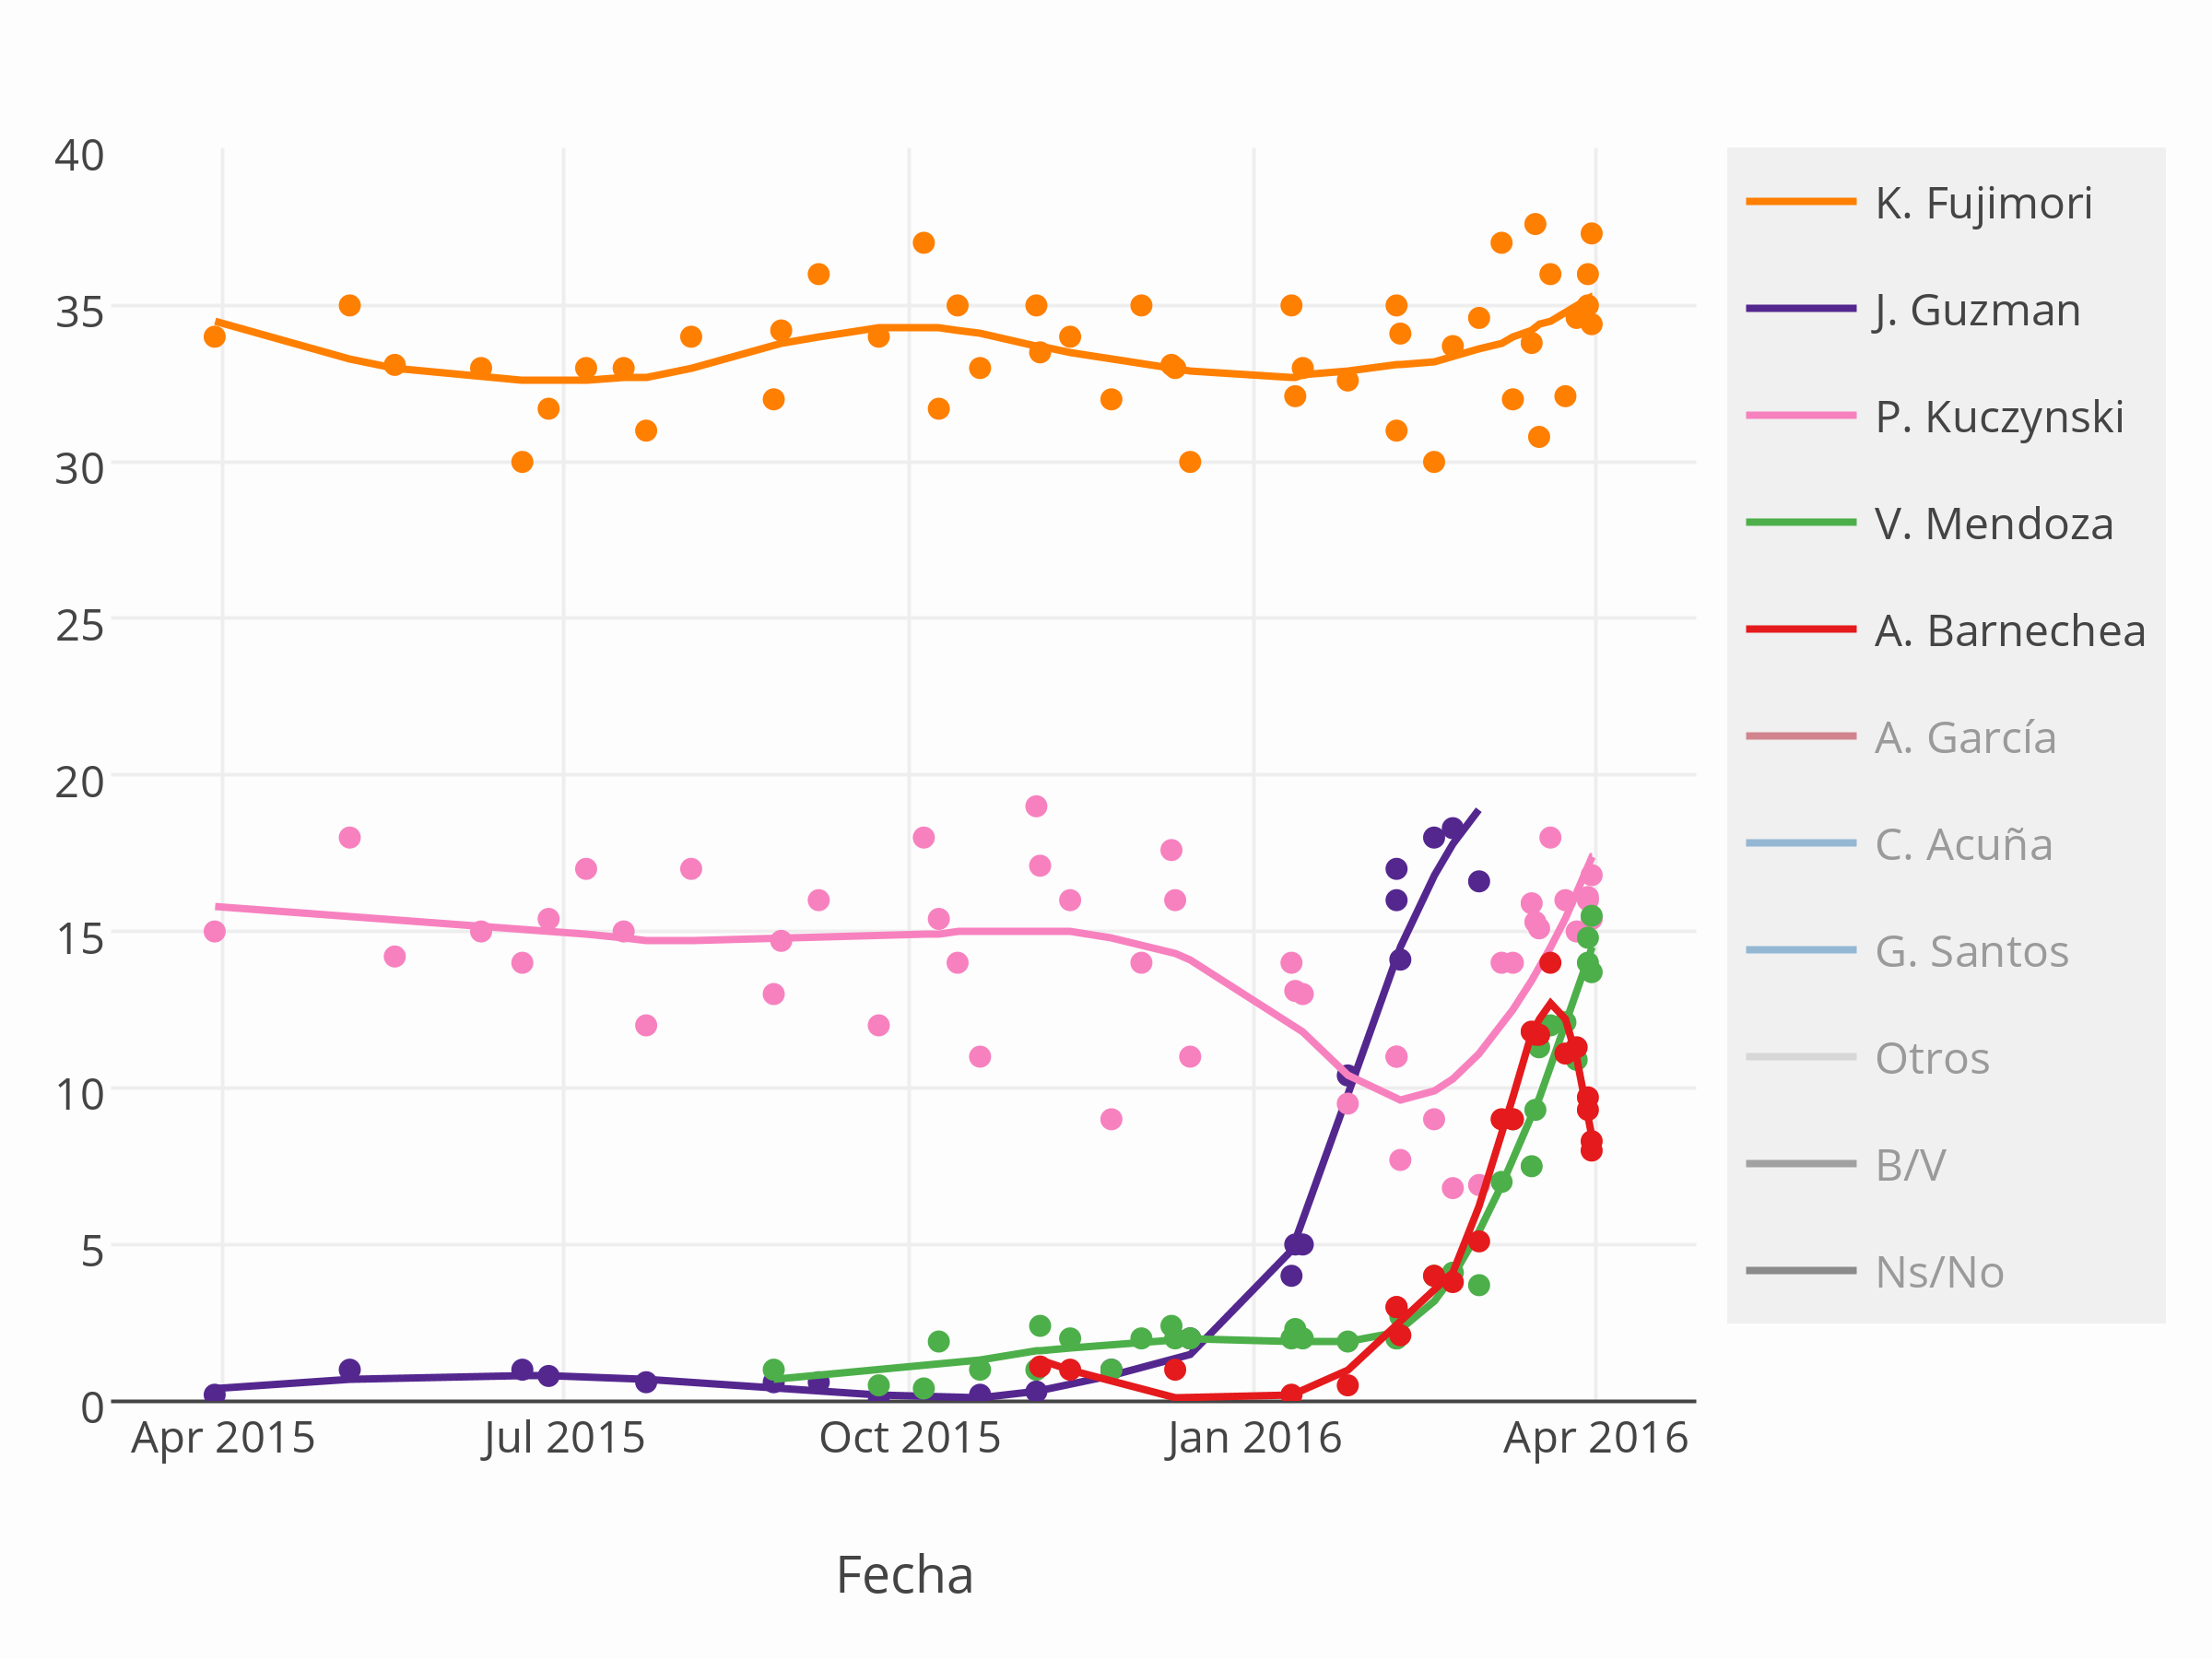 40
35
30
25
20
15
10
5
0
Apr 2015
Jul 2015
Oct 2015
Jan 2016
Apr 2016
Fecha
K. Fujimori
J. Guzman
P. Kuczynski
V. Mendoza
A. Barnechea
A. García
C. Acuña
G. Santos
Otros
B/V
Ns/No